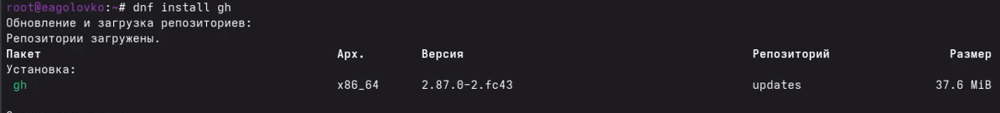 root@eagolovko:~# dnf install gh
Обновление и загрузка репозиториев:
Репозитории загружены.
Пакет Арх. Версия Репозиторий Размер
Установка:
gh x86_64 2.87.0-2.fc43 updates 37.6 MiB